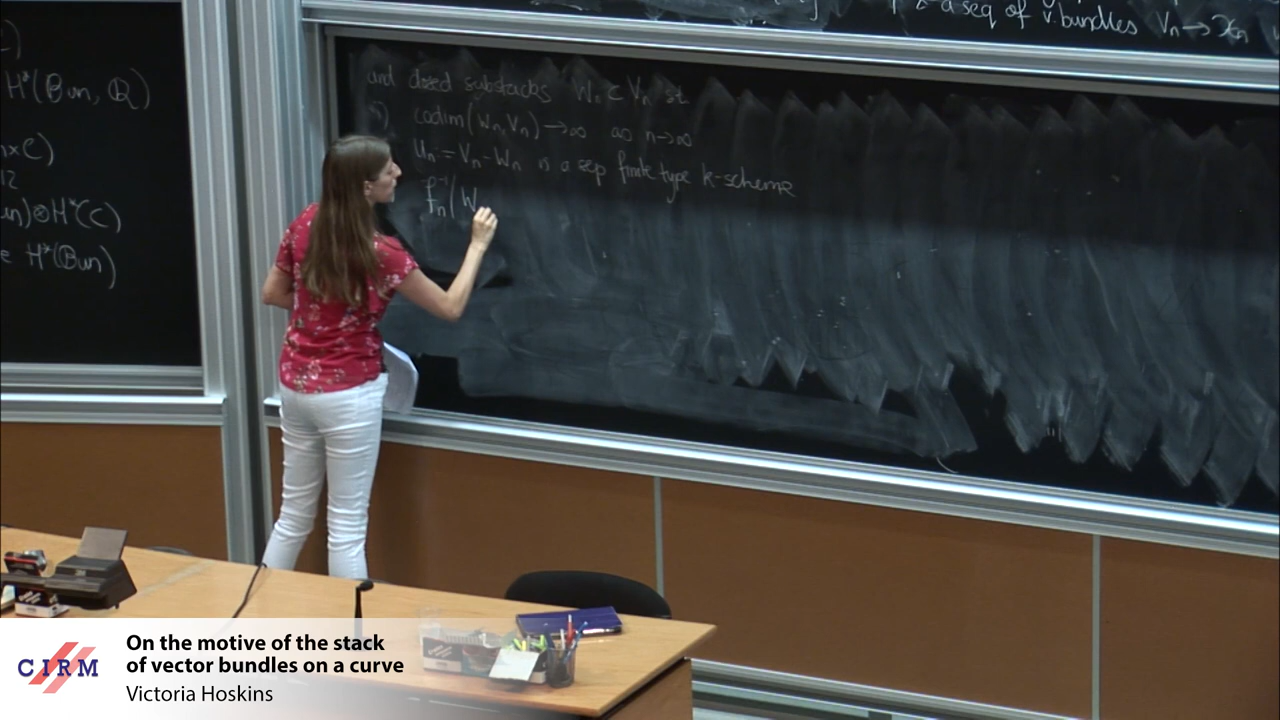 H*(Bun, Q)
H*(C)
e H*(Bun)
a seq of v.bundles Vn → Xn
and closed substacks Wn ⊂ Vn st.
codim(Wn, Vn) → ∞ as n → ∞
Un := Vn - Wn is a sep finite type k-scheme
fn⁻¹(W
CIRM
On the motive of the stack
of vector bundles on a curve
Victoria Hoskins